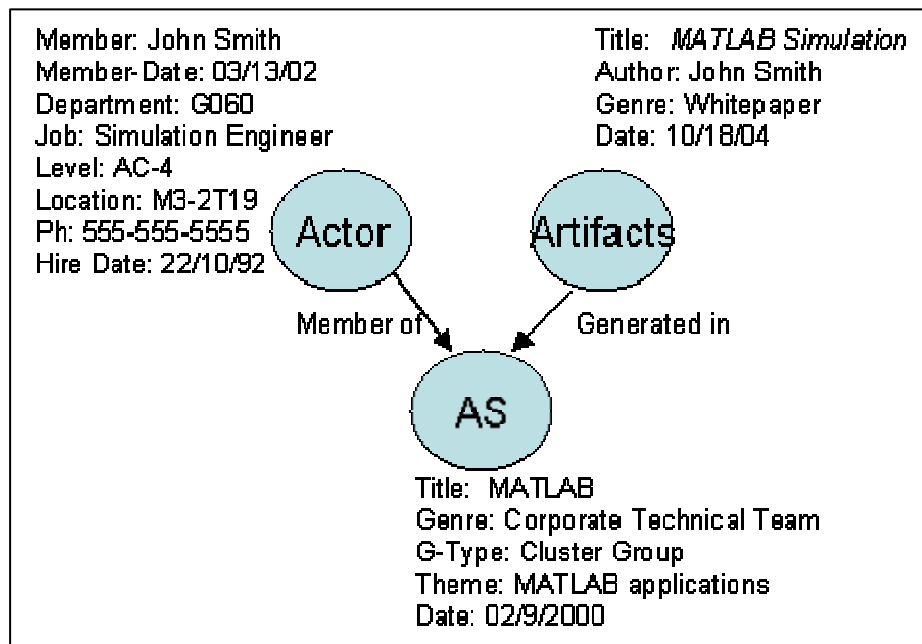 Member: John Smith
Member-Date: 03/13/02
Department: G060
Job: Simulation Engineer
Level: AC-4
Location: M3-2T19
Ph: 555-555-5555
Hire Date: 22/10/92
Title: MATLAB Simulation
Author: John Smith
Genre: Whitepaper
Date: 10/18/04
Actor
Artifacts
Member of
Generated in
AS
Title: MATLAB
Genre: Corporate Technical Team
G-Type: Cluster Group
Theme: MATLAB applications
Date: 02/9/2000